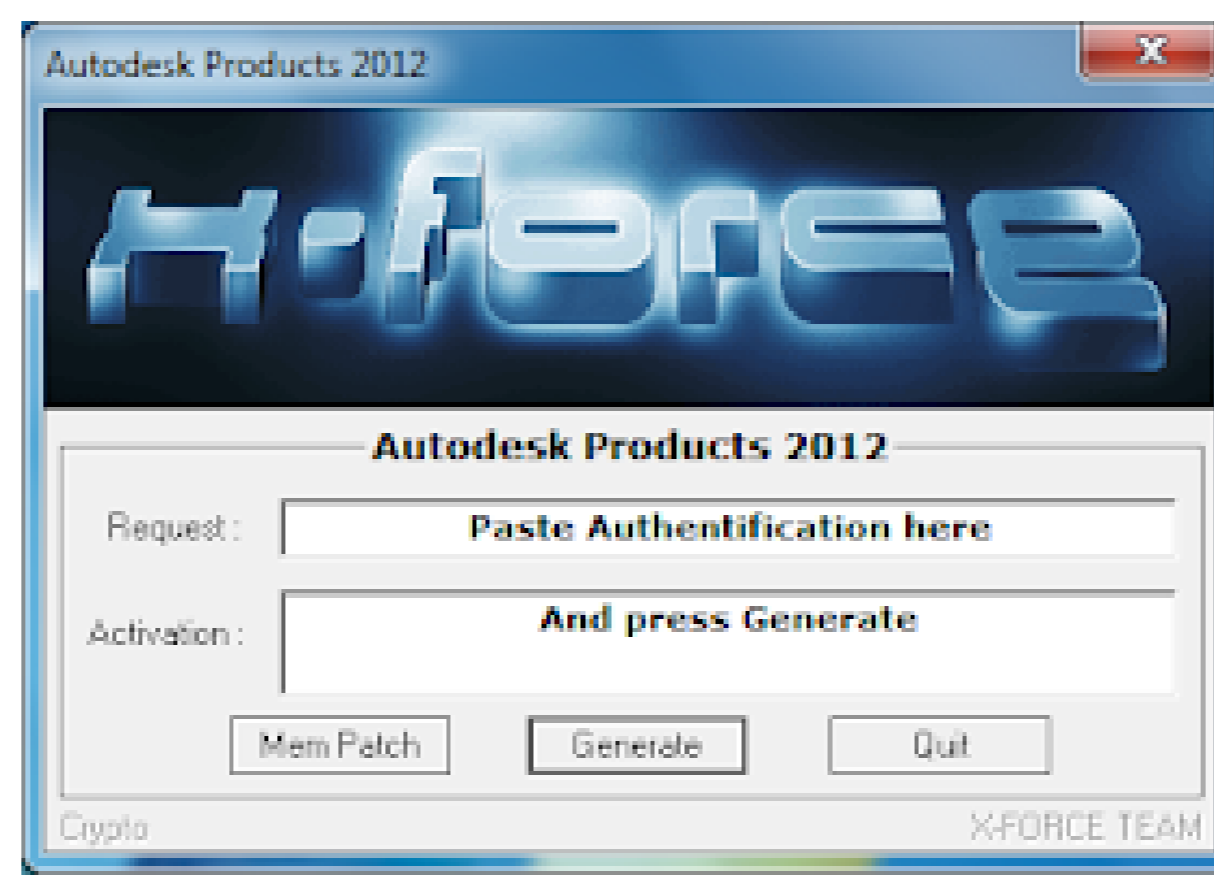 Autodesk Products 2012
x-force
Autodesk Products 2012
Request :
Paste Authentification here
Activation :
And press Generate
Mem Patch
Generate
Quit
Crypto
X-FORCE TEAM